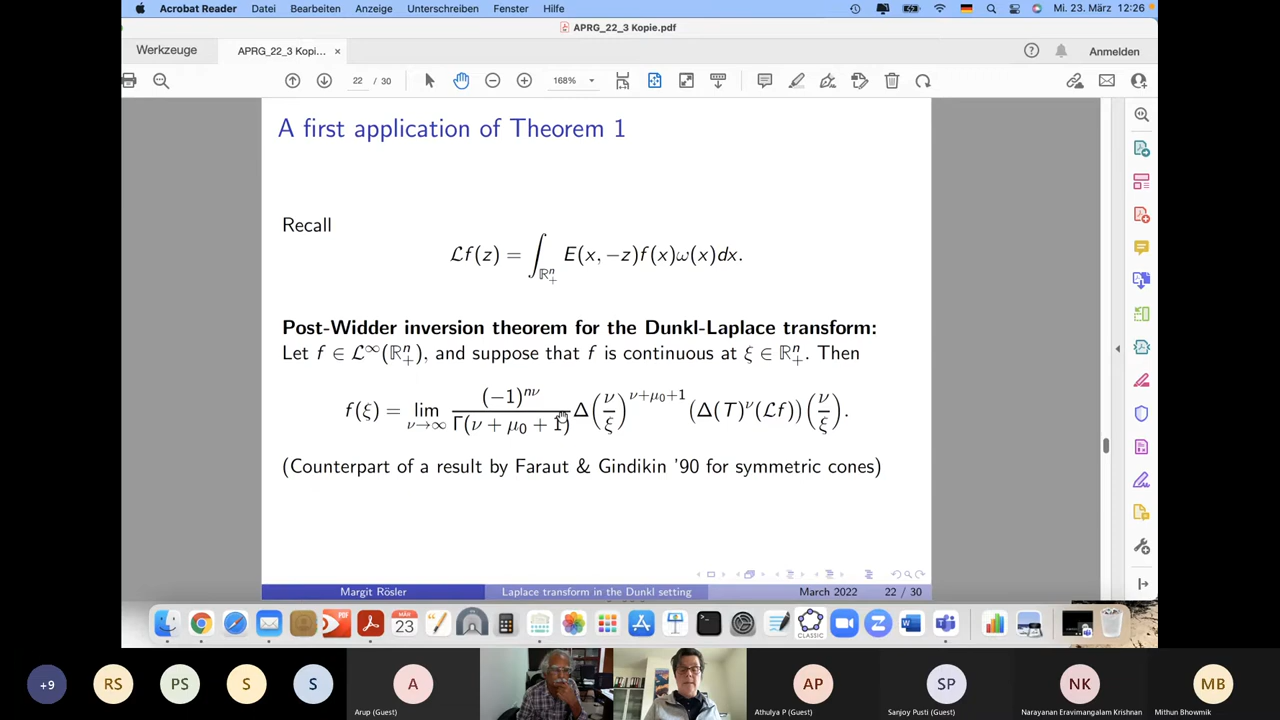 Acrobat Reader Datei Bearbeiten Anzeige Unterschreiben Fenster Hilfe Mi. 23. März 12:26
APRG_22_3 Kopie.pdf
Werkzeuge APRG_22_3 Kopi... × Anmelden
22 / 30 168%
A first application of Theorem 1
Recall
ℒf(z) = ∫_{ℝ^n_+} E(x, −z)f(x)ω(x)dx.
Post-Widder inversion theorem for the Dunkl-Laplace transform:
Let f ∈ ℒ^∞(ℝ^n_+), and suppose that f is continuous at ξ ∈ ℝ^n_+. Then
f(ξ) = lim_{ν→∞} (−1)^{nν} / Γ(ν + μ_0 + 1) Δ(ν/ξ)^{ν+μ_0+1} (Δ(T)^ν(ℒf))(ν/ξ).
(Counterpart of a result by Faraut & Gindikin '90 for symmetric cones)
Margit Rösler Laplace transform in the Dunkl setting March 2022 22 / 30
MÄR 23 PDF CLASSIC
+9 RS PS S S A AP SP NK MB
Arup (Guest) Athulya P (Guest) Sanjoy Pusti (Guest) Narayanan Eravimangalam Krishnan Mithun Bhowmik